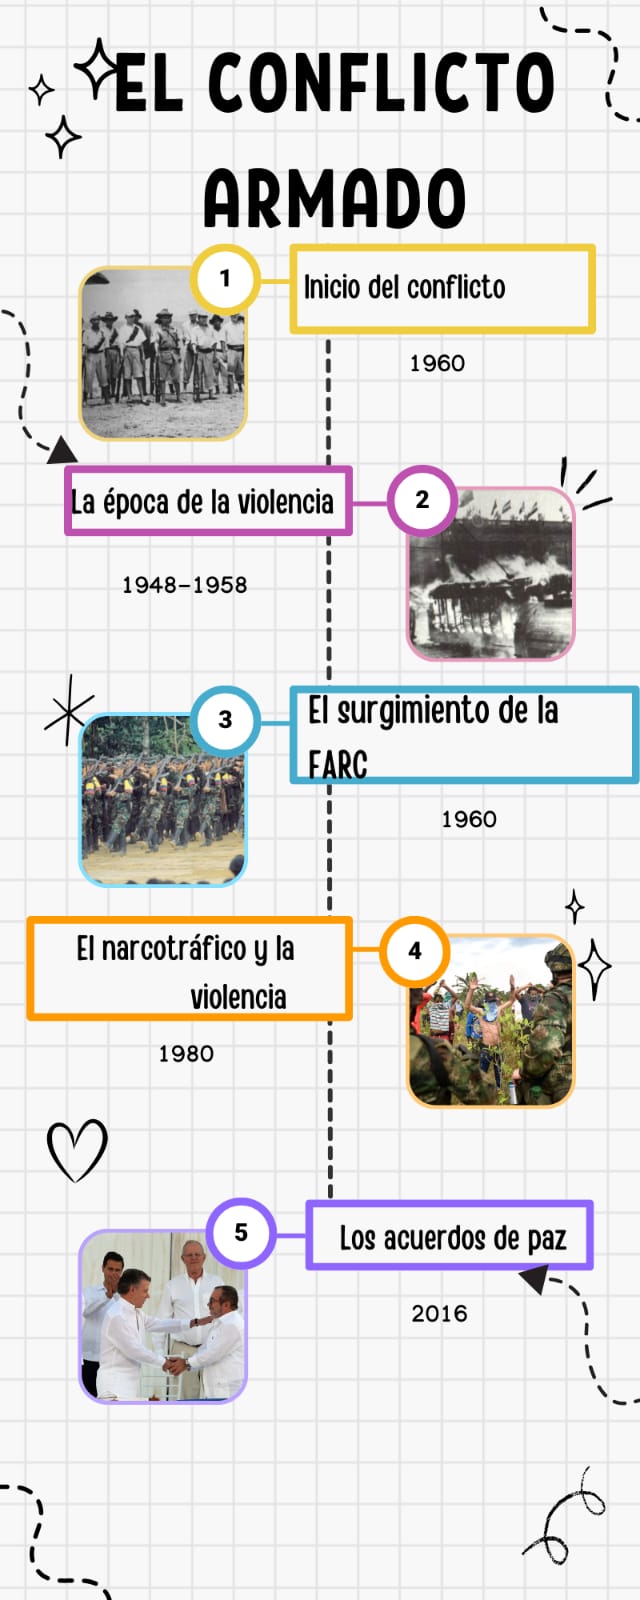 EL CONFLICTO
ARMADO
1
Inicio del conflicto
1960
La época de la violencia
2
1948-1958
3
El surgimiento de la
FARC
1960
El narcotráfico y la
violencia
4
1980
5
Los acuerdos de paz
2016